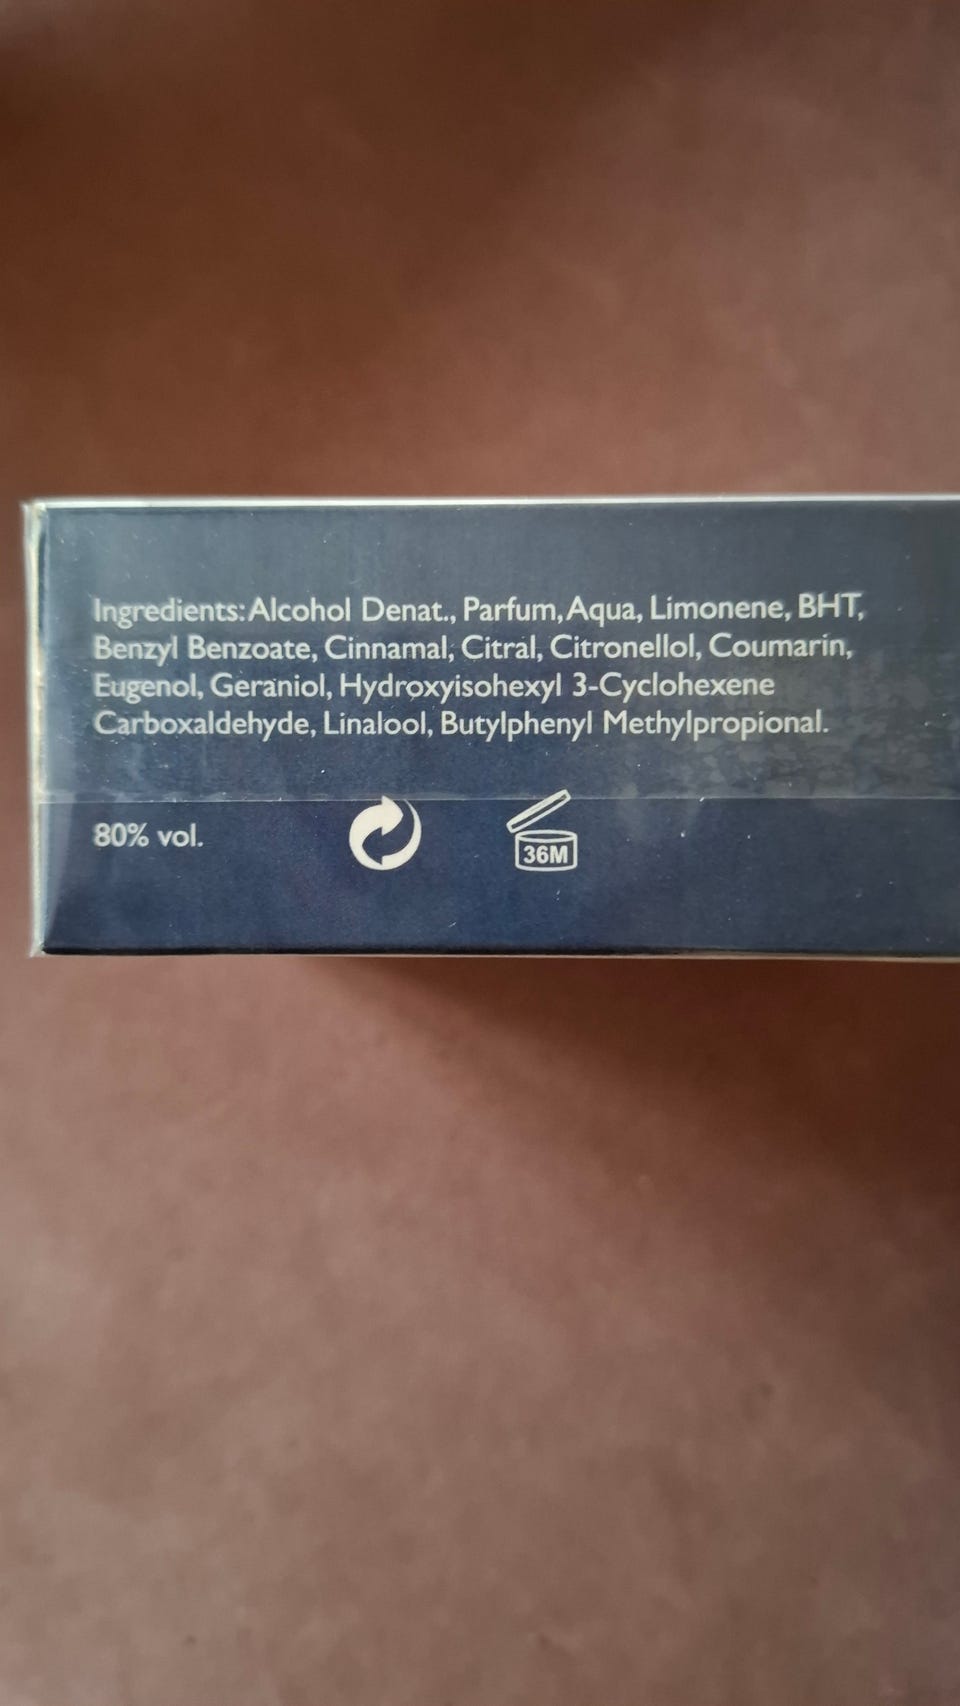 Ingredients: Alcohol Denat., Parfum, Aqua, Limonene, BHT,
Benzyl Benzoate, Cinnamal, Citral, Citronellol, Coumarin,
Eugenol, Geraniol, Hydroxyisohexyl 3-Cyclohexene
Carboxaldehyde, Linalool, Butylphenyl Methylpropional.
80% vol.
36M